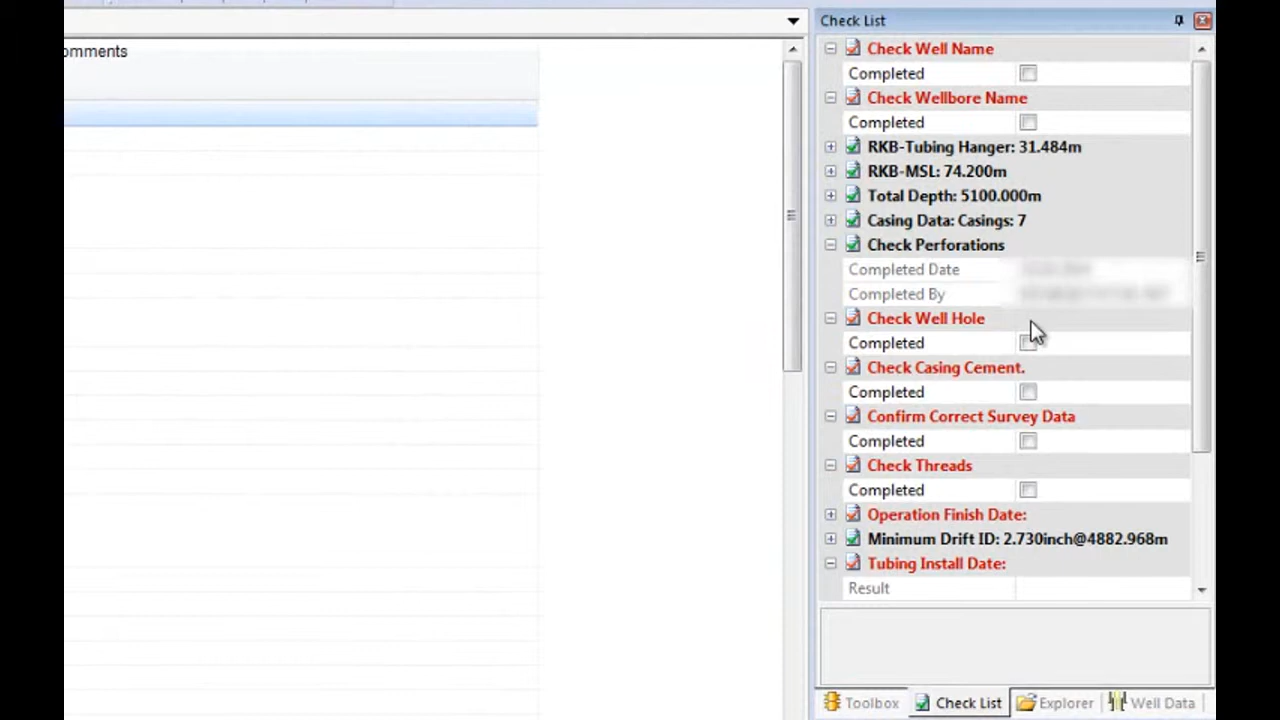 omments
Check List
Check Well Name
Completed
Check Wellbore Name
Completed
RKB-Tubing Hanger: 31.484m
RKB-MSL: 74.200m
Total Depth: 5100.000m
Casing Data: Casings: 7
Check Perforations
Completed Date
Completed By
Check Well Hole
Completed
Check Casing Cement.
Completed
Confirm Correct Survey Data
Completed
Check Threads
Completed
Operation Finish Date:
Minimum Drift ID: 2.730inch@4882.968m
Tubing Install Date:
Result
Toolbox Check List Explorer Well Data